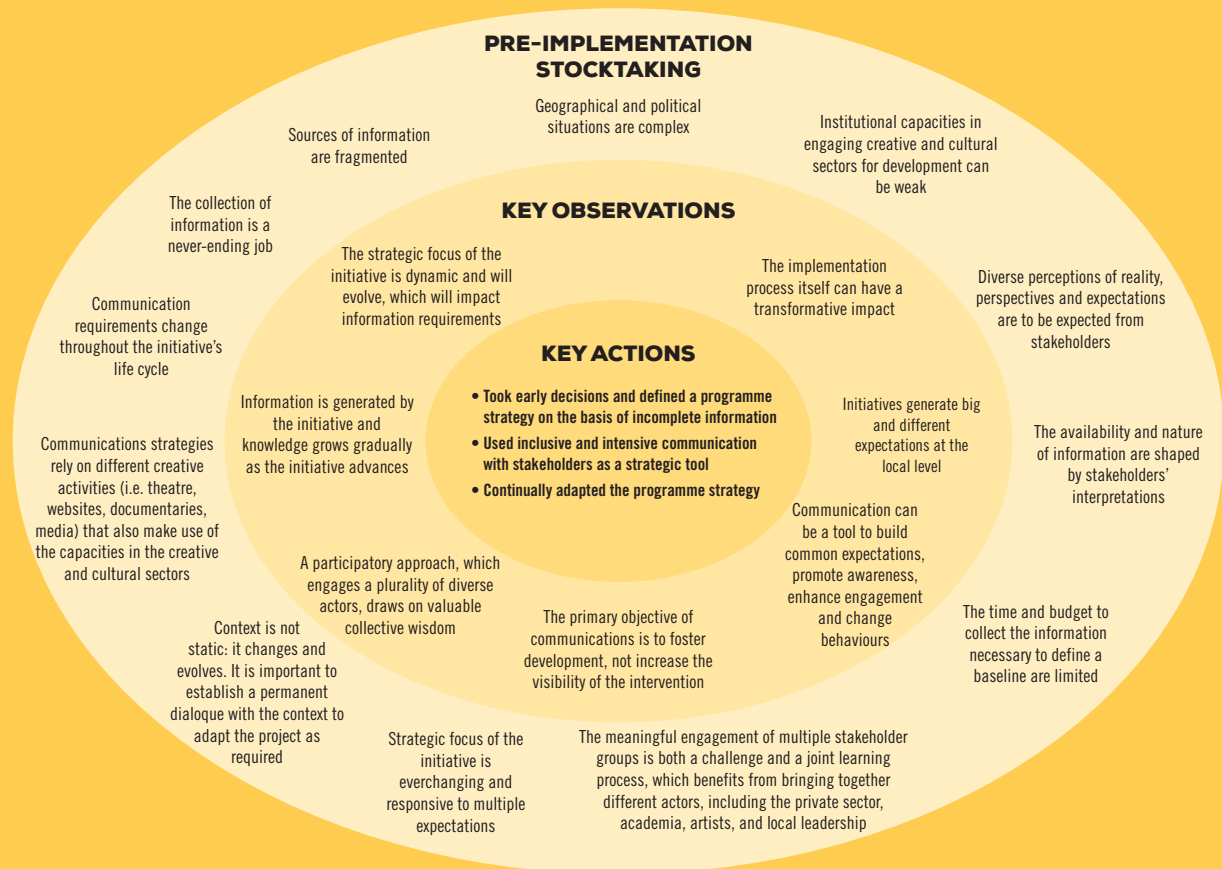 PRE-IMPLEMENTATION
STOCKTAKING
Geographical and political
situations are complex
Sources of information
are fragmented
Institutional capacities in
engaging creative and cultural
sectors for development can
be weak
The collection of
information is a
never-ending job
Communication
requirements change
throughout the initiative's
life cycle
Diverse perceptions of reality,
perspectives and expectations
are to be expected from
stakeholders
Communications strategies
rely on different creative
activities (i.e. theatre,
websites, documentaries,
media) that also make use of
the capacities in the creative
and cultural sectors
The availability and nature
of information are shaped
by stakeholders'
interpretations
Context is not
static: it changes and
evolves. It is important to
establish a permanent
dialogue with the context to
adapt the project as
required
The time and budget to
collect the information
necessary to define a
baseline are limited
Strategic focus of the
initiative is
everchanging and
responsive to multiple
expectations
The meaningful engagement of multiple stakeholder
groups is both a challenge and a joint learning
process, which benefits from bringing together
different actors, including the private sector,
academia, artists, and local leadership
KEY OBSERVATIONS
The strategic focus of the
initiative is dynamic and will
evolve, which will impact
information requirements
The implementation
process itself can have a
transformative impact
Information is generated by
the initiative and
knowledge grows gradually
as the initiative advances
Initiatives generate big
and different
expectations at the
local level
A participatory approach, which
engages a plurality of diverse
actors, draws on valuable
collective wisdom
Communication can
be a tool to build
common expectations,
promote awareness,
enhance engagement
and change
behaviours
The primary objective of
communications is to foster
development, not increase the
visibility of the intervention
KEY ACTIONS
• Took early decisions and defined a programme
strategy on the basis of incomplete information
• Used inclusive and intensive communication
with stakeholders as a strategic tool
• Continually adapted the programme strategy